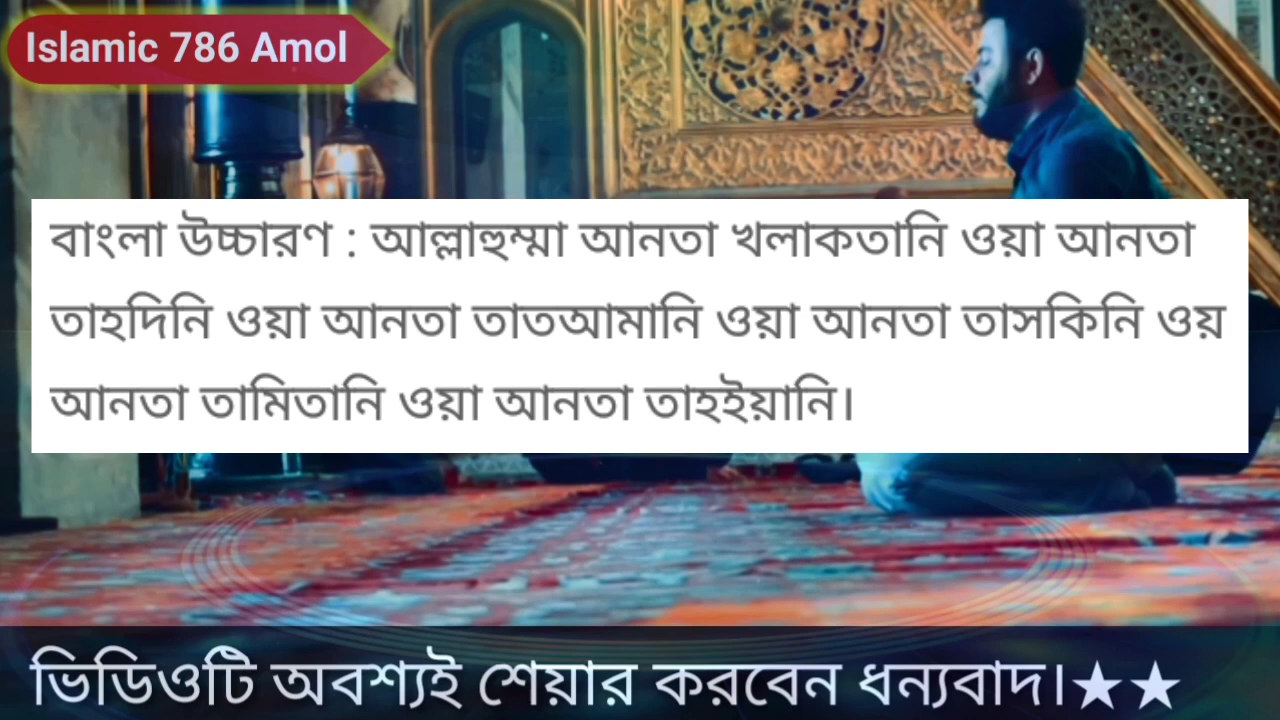 Islamic 786 Amol
বাংলা উচ্চারণ : আল্লাহুম্মা আনতা খলাকতানি ওয়া আনতা
তাহদিনি ওয়া আনতা তাতআমানি ওয়া আনতা তাসকিনি ওয়
আনতা তামিতানি ওয়া আনতা তাহইয়ানি।
ভিডিওটি অবশ্যই শেয়ার করবেন ধন্যবাদ।★★